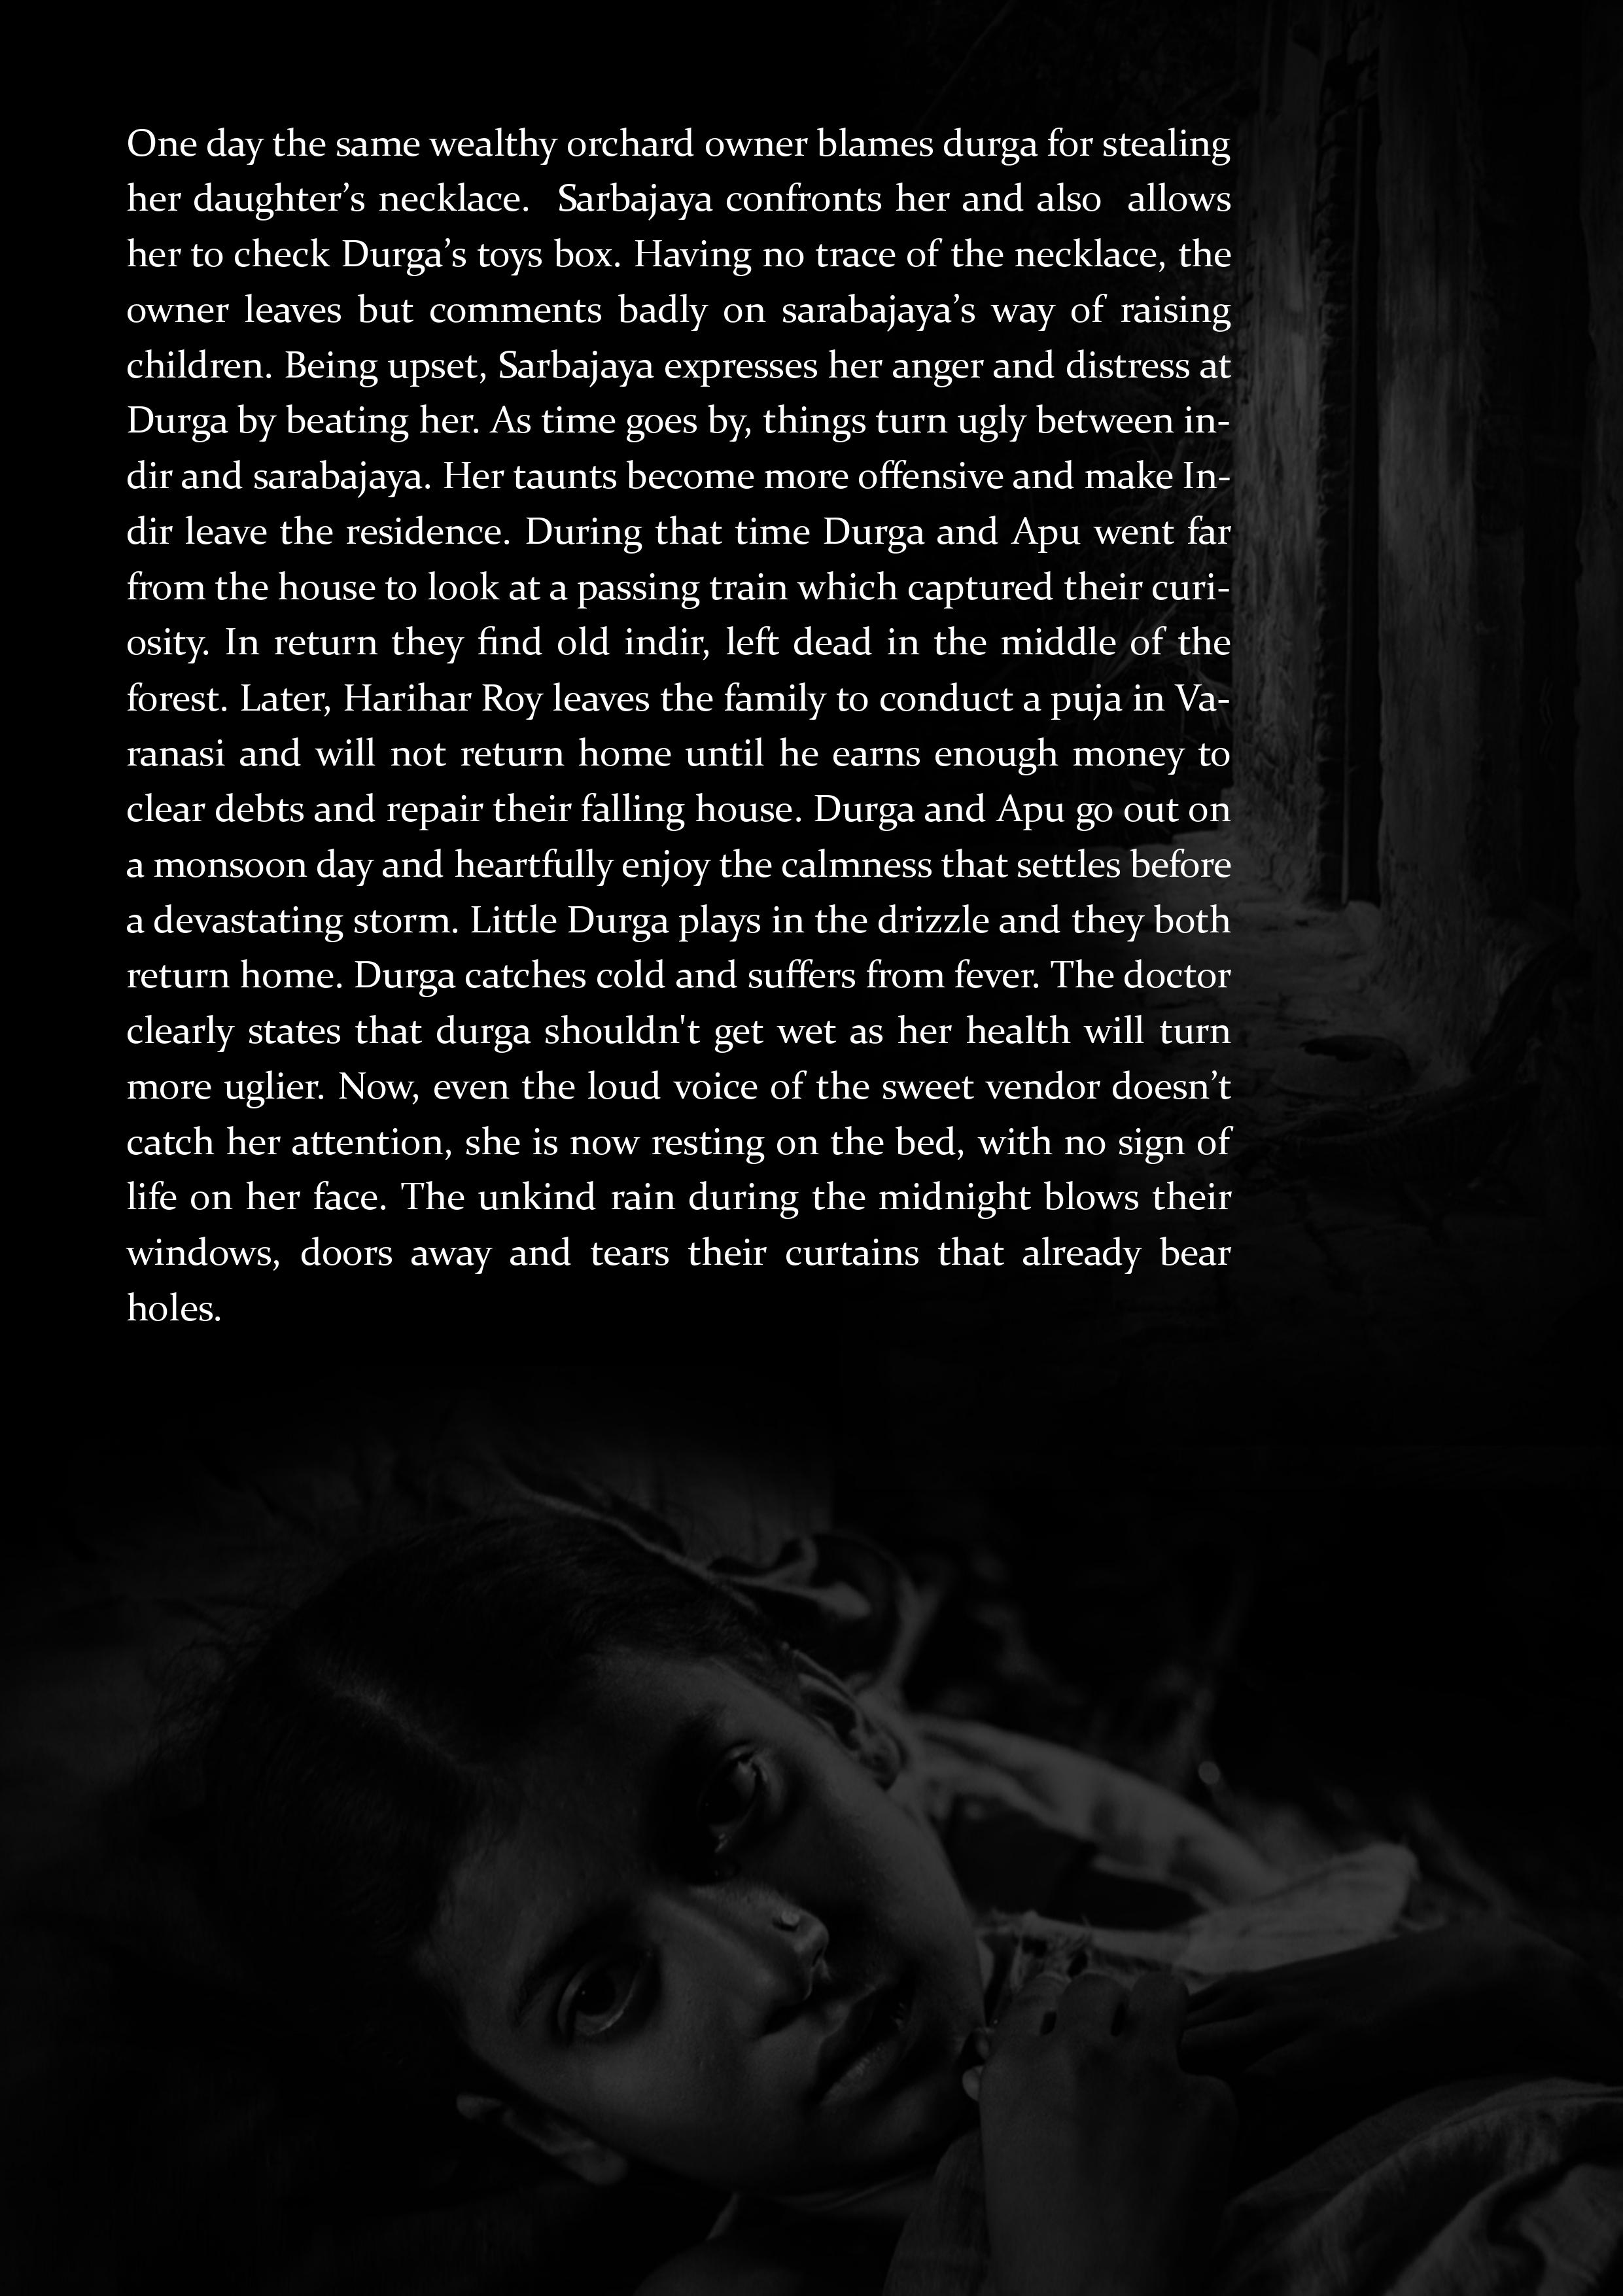 One day the same wealthy orchard owner blames durga for stealing
her daughter’s necklace.  Sarbajaya confronts her and also  allows
her to check Durga’s toys box. Having no trace of the necklace, the
owner leaves but comments badly on sarabajaya’s way of raising
children. Being upset, Sarbajaya expresses her anger and distress at
Durga by beating her. As time goes by, things turn ugly between in-
dir and sarabajaya. Her taunts become more offensive and make In-
dir leave the residence. During that time Durga and Apu went far
from the house to look at a passing train which captured their curi-
osity. In return they find old indir, left dead in the middle of the
forest. Later, Harihar Roy leaves the family to conduct a puja in Va-
ranasi and will not return home until he earns enough money to
clear debts and repair their falling house. Durga and Apu go out on
a monsoon day and heartfully enjoy the calmness that settles before
a devastating storm. Little Durga plays in the drizzle and they both
return home. Durga catches cold and suffers from fever. The doctor
clearly states that durga shouldn't get wet as her health will turn
more uglier. Now, even the loud voice of the sweet vendor doesn’t
catch her attention, she is now resting on the bed, with no sign of
life on her face. The unkind rain during the midnight blows their
windows, doors away and tears their curtains that already bear
holes.